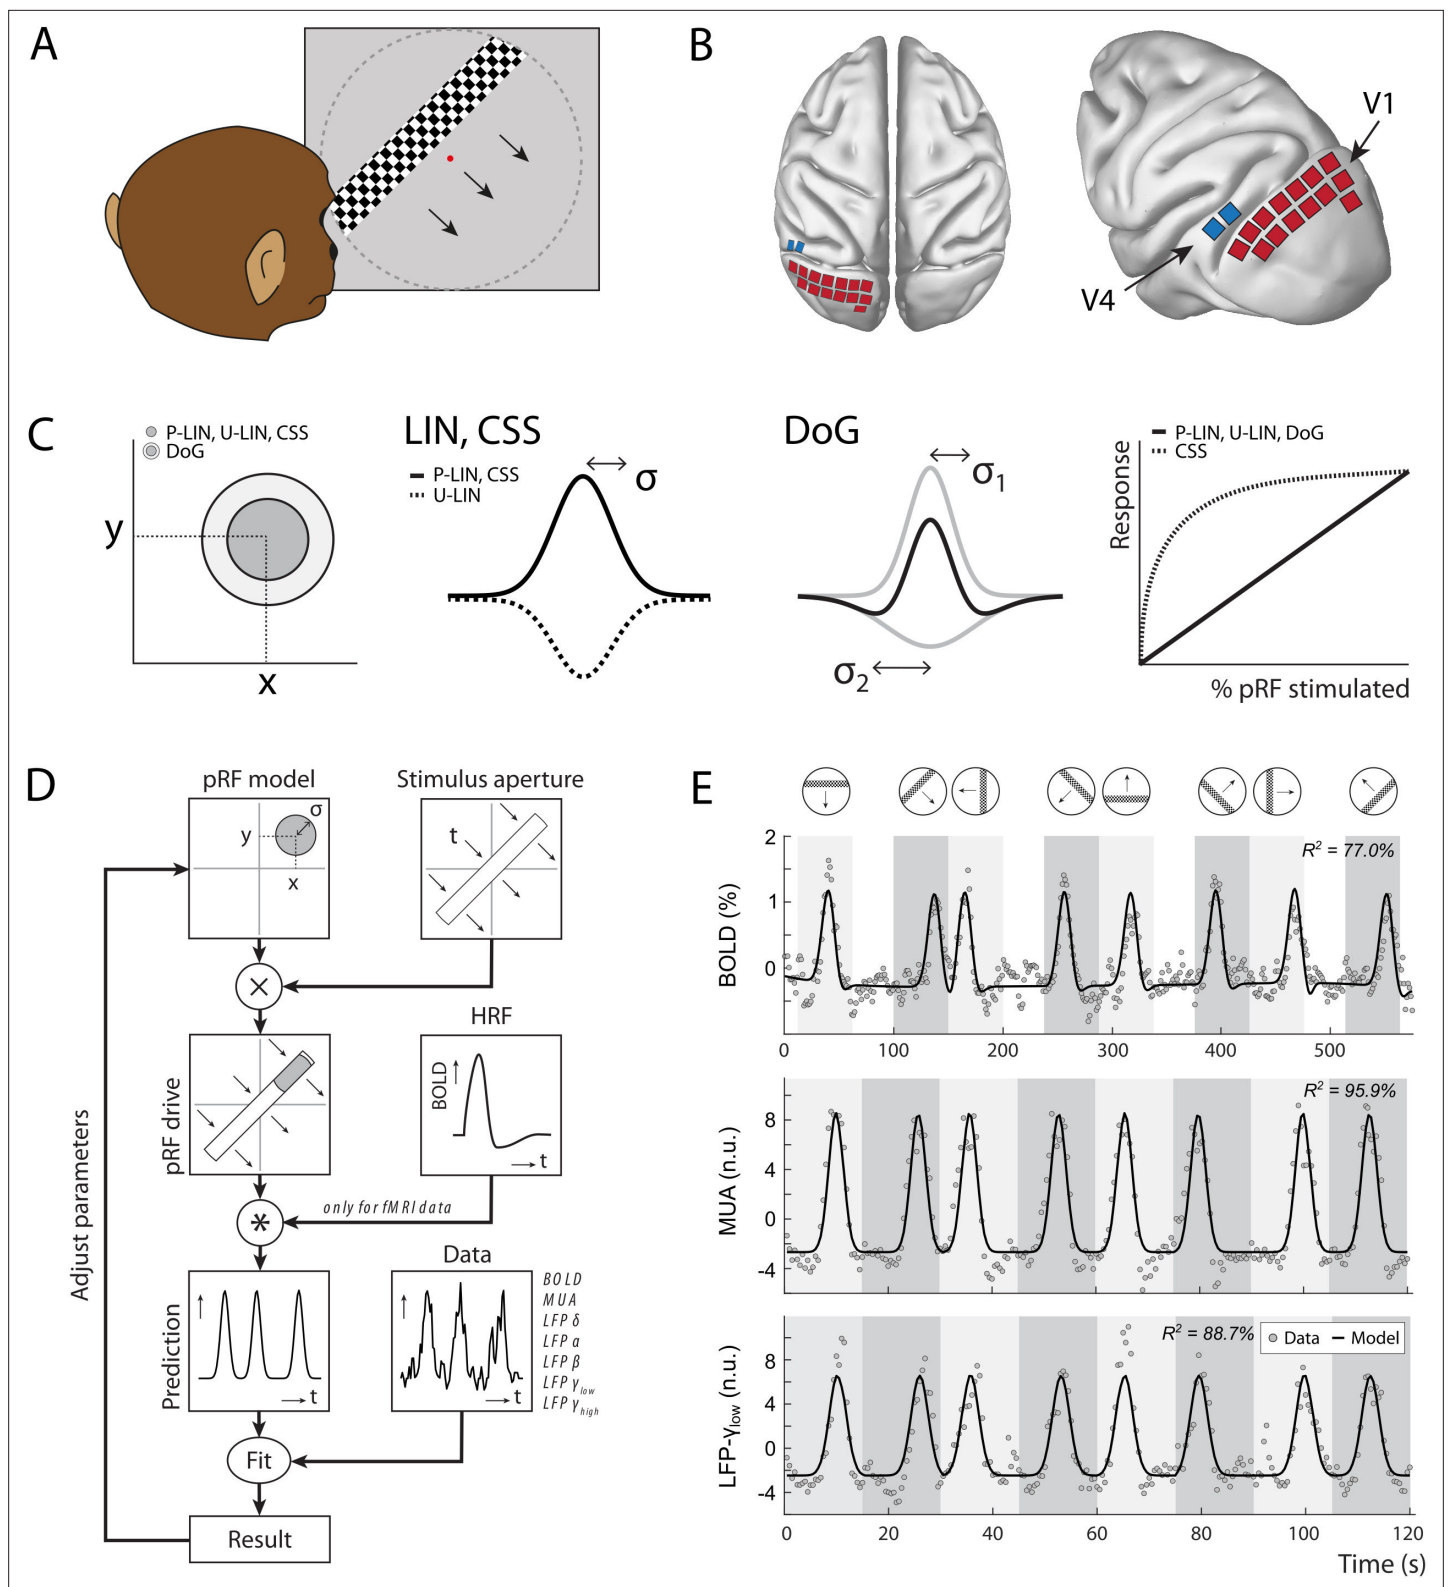 A
B
V1
V4
C
P-LIN, U-LIN, CSS
DoG
y
x
LIN, CSS
P-LIN, CSS
U-LIN
σ
DoG
σ1
σ2
P-LIN, U-LIN, DoG
CSS
Response
% pRF stimulated
D
pRF model
Stimulus aperture
σ
y
x
t
×
HRF
BOLD
t
pRF drive
only for fMRI data
*
Adjust parameters
Data
Prediction
t
t
BOLD
MUA
LFP δ
LFP α
LFP β
LFP γlow
LFP γhigh
Fit
Result
E
R² = 77.0%
BOLD (%)
2
1
0
0 100 200 300 400 500
R² = 95.9%
MUA (n.u.)
8
4
0
-4
R² = 88.7%
Data Model
LFP-γlow (n.u.)
8
4
0
-4
0 20 40 60 80 100 120
Time (s)